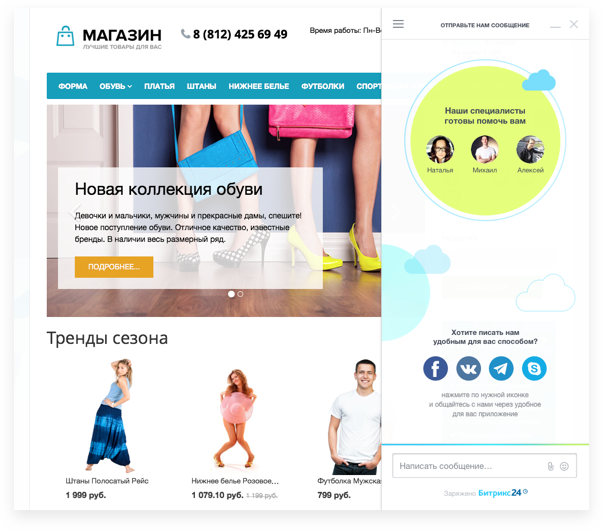 МАГАЗИН
ЛУЧШИЕ ТОВАРЫ ДЛЯ ВАС
8 (812) 425 69 49
Время работы: Пн-В
ФОРМА ОБУВЬ ПЛАТЬЯ ШТАНЫ НИЖНЕЕ БЕЛЬЕ ФУТБОЛКИ СПОРТ
Новая коллекция обуви
Девочки и мальчики, мужчины и прекрасные дамы, спешите!
Новое поступление обуви. Отличное качество, известные
бренды. В наличии весь размерный ряд.
ПОДРОБНЕЕ...
Тренды сезона
Штаны Полосатый Рейс
1 999 руб.
Нижнее белье Розовое...
1 079.10 руб. 1 199 руб.
Футболка Мужска
799 руб.
ОТПРАВЬТЕ НАМ СООБЩЕНИЕ
Наши специалисты
готовы помочь вам
Наталья Михаил Алексей
Хотите писать нам
удобным для вас способом?
нажмите по нужной иконке
и общайтесь с нами через удобное
для вас приложение
Написать сообщение...
Заряжено Битрикс24